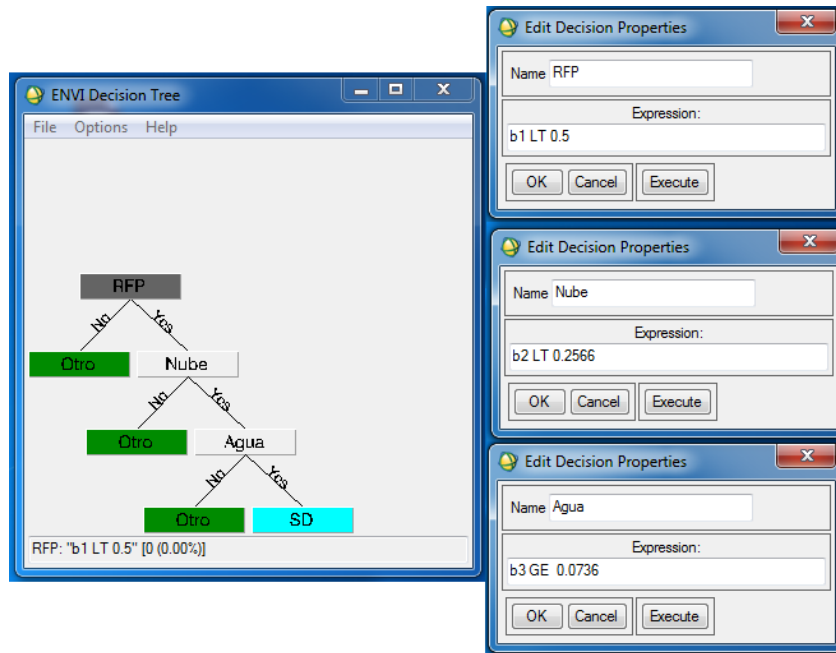 ENVI Decision Tree
File Options Help
RFP
No Yes
Otro Nube
No Yes
Otro Agua
No Yes
Otro SD
RFP: "b1 LT 0.5" [0 (0.00%)]
Edit Decision Properties
Name RFP
Expression:
b1 LT 0.5
OK Cancel Execute
Edit Decision Properties
Name Nube
Expression:
b2 LT 0.2566
OK Cancel Execute
Edit Decision Properties
Name Agua
Expression:
b3 GE 0.0736
OK Cancel Execute